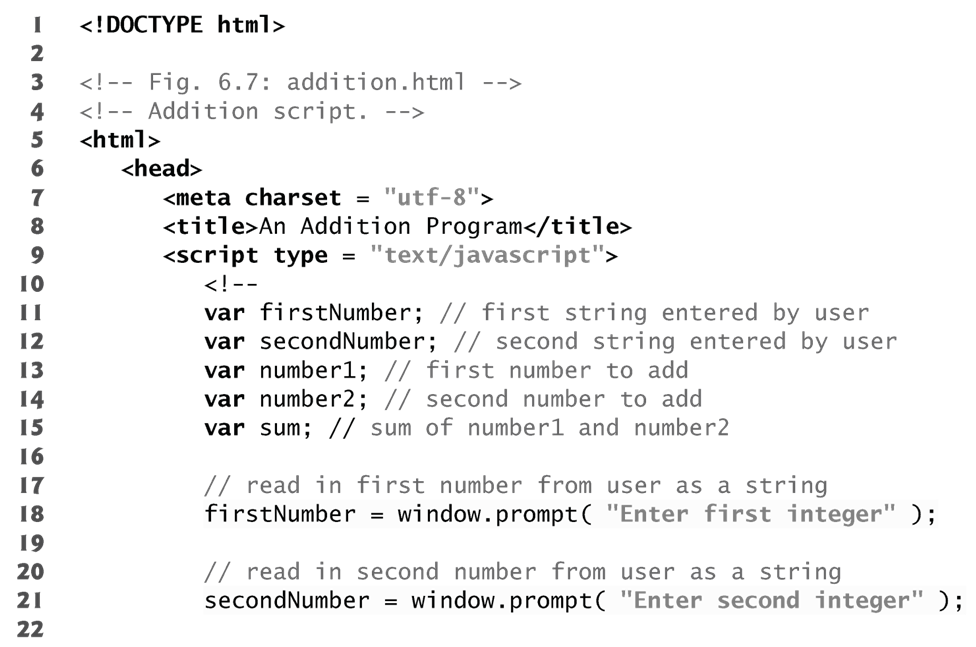 1 <!DOCTYPE html>
2
3 <!-- Fig. 6.7: addition.html -->
4 <!-- Addition script. -->
5 <html>
6 <head>
7 <meta charset = "utf-8">
8 <title>An Addition Program</title>
9 <script type = "text/javascript">
10 <!--
11 var firstNumber; // first string entered by user
12 var secondNumber; // second string entered by user
13 var number1; // first number to add
14 var number2; // second number to add
15 var sum; // sum of number1 and number2
16
17 // read in first number from user as a string
18 firstNumber = window.prompt( "Enter first integer" );
19
20 // read in second number from user as a string
21 secondNumber = window.prompt( "Enter second integer" );
22